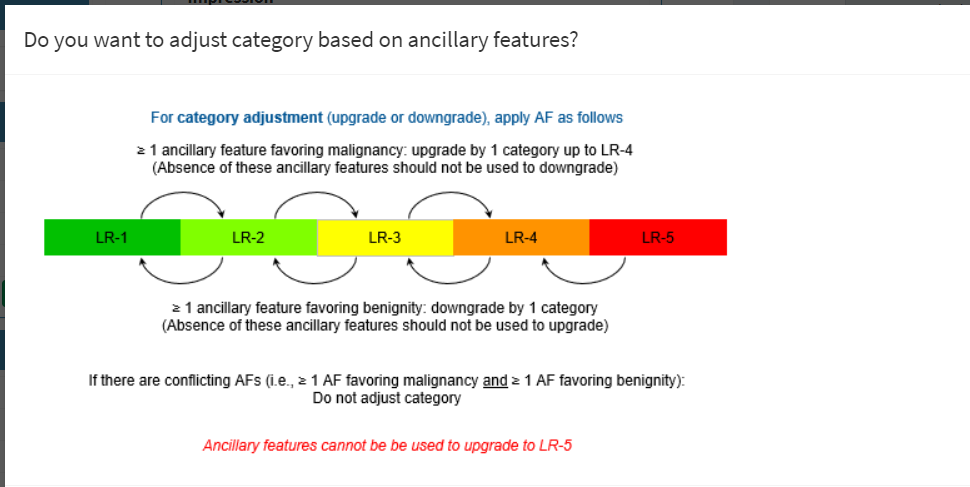 Impression
Do you want to adjust category based on ancillary features?
For category adjustment (upgrade or downgrade), apply AF as follows
≥ 1 ancillary feature favoring malignancy: upgrade by 1 category up to LR-4
(Absence of these ancillary features should not be used to downgrade)
LR-1 LR-2 LR-3 LR-4 LR-5
≥ 1 ancillary feature favoring benignity: downgrade by 1 category
(Absence of these ancillary features should not be used to upgrade)
If there are conflicting AFs (i.e., ≥ 1 AF favoring malignancy and ≥ 1 AF favoring benignity):
Do not adjust category
Ancillary features cannot be be used to upgrade to LR-5